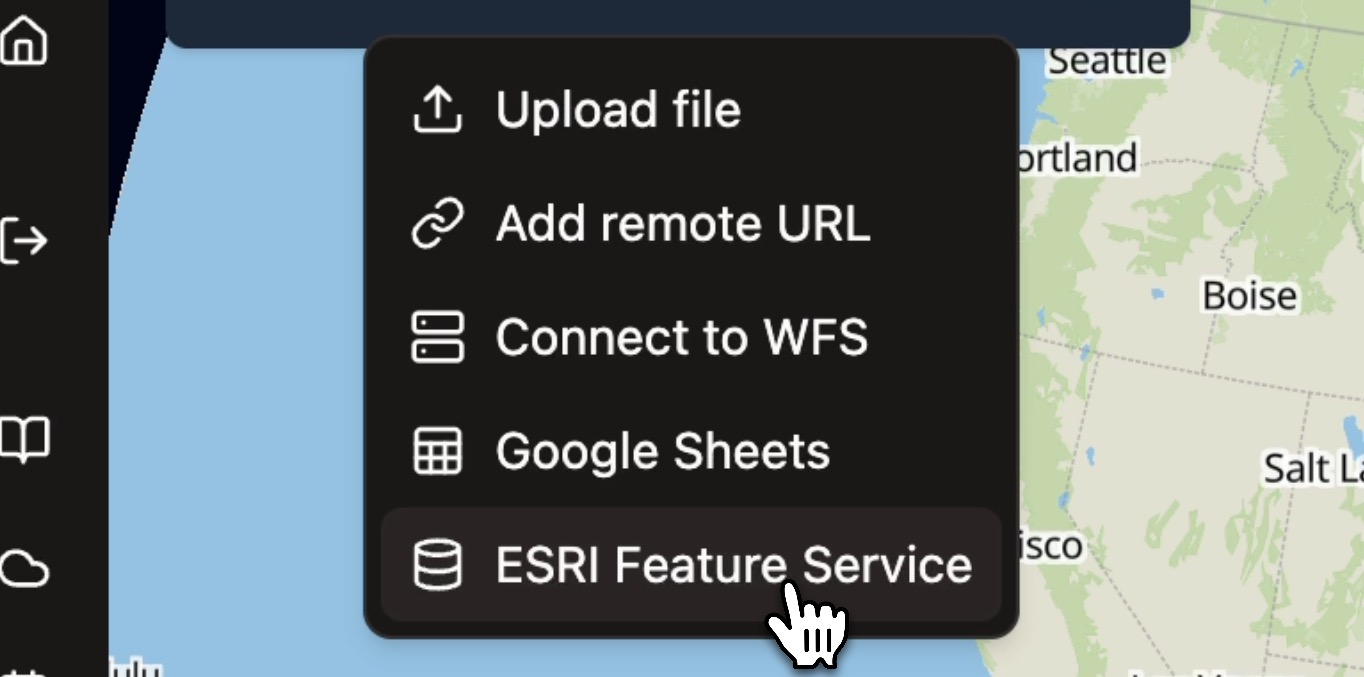 Seattle
Upload file
ortland
Add remote URL
Boise
Connect to WFS
Google Sheets
Salt La
isco
ESRI Feature Service